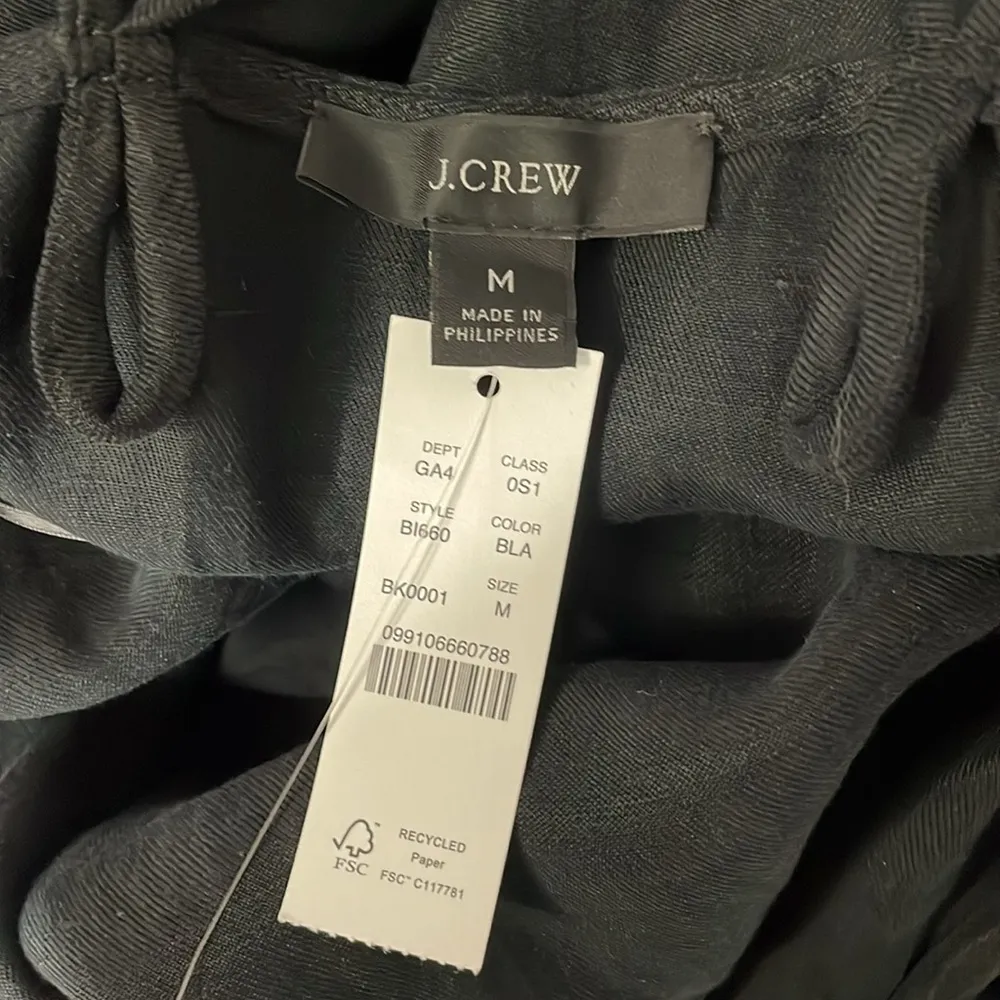 J.CREW
M
MADE IN
PHILIPPINES
DEPT
GA4
CLASS
0S1
STYLE
BI660
COLOR
BLA
BK0001
SIZE
M
099106660788
FSC
RECYCLED
Paper
FSC™ C117781